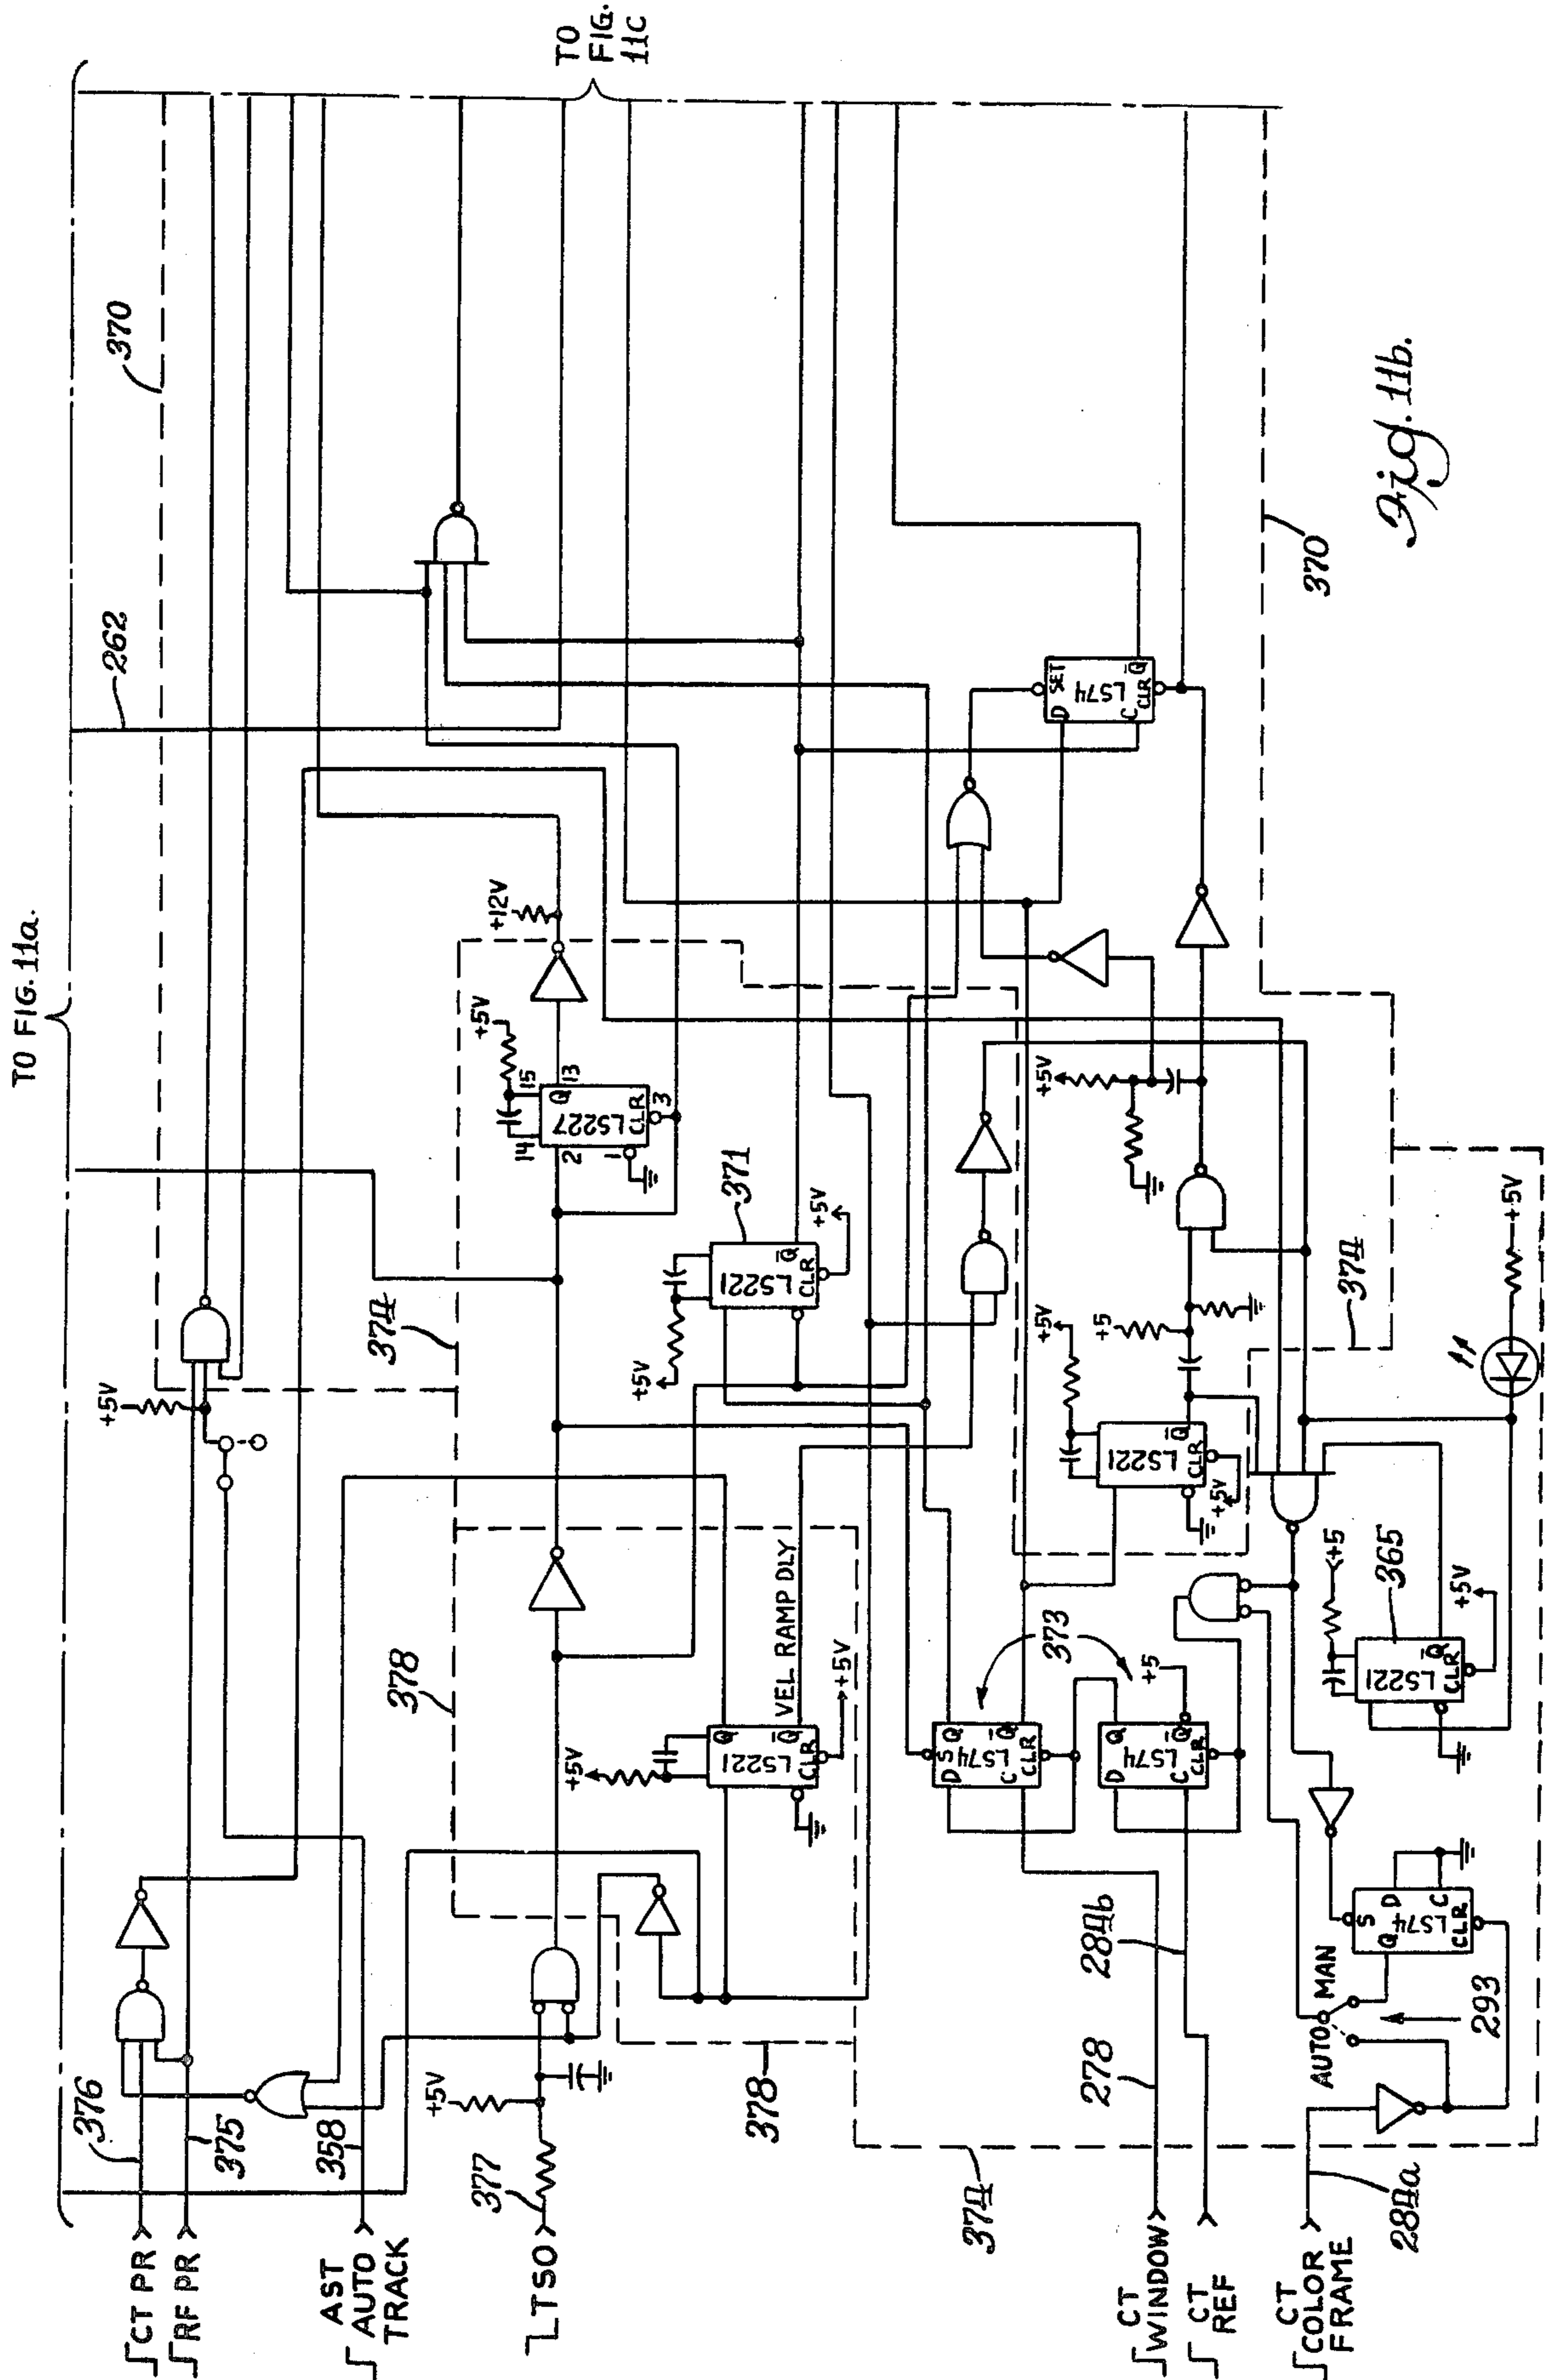 TO FIG. 11a.
TO
FIG.
11C
370
262
376
CT PR
RF PR
375
+5V
358
AST
AUTO
TRACK
+5V
377
TSO
378
378
374
+5V
14
15
Q
13
2
LS227
1
CLR
3
+12V
+5V
371
LS221
Q
CLR
+5V
+5V
Q
Q
LS221
CLR
VEL RAMP DLY
+5V
374
S
Q
D
LS74
C
Q
CLR
373
D
Q
LS74
C
Q
CLR
+5
+5V
LS221
Q
CLR
+5V
+5
+5V
SET
D
LS74
C
Q
CLR
278
CT
WINDOW
284b
CT
REF
284a
CT
COLOR
FRAME
AUTO
MAN
293
S
D
Q
LS74
C
CLR
+5
365
LS221
Q
CLR
+5V
+5V
374
370
Fig. 11b.